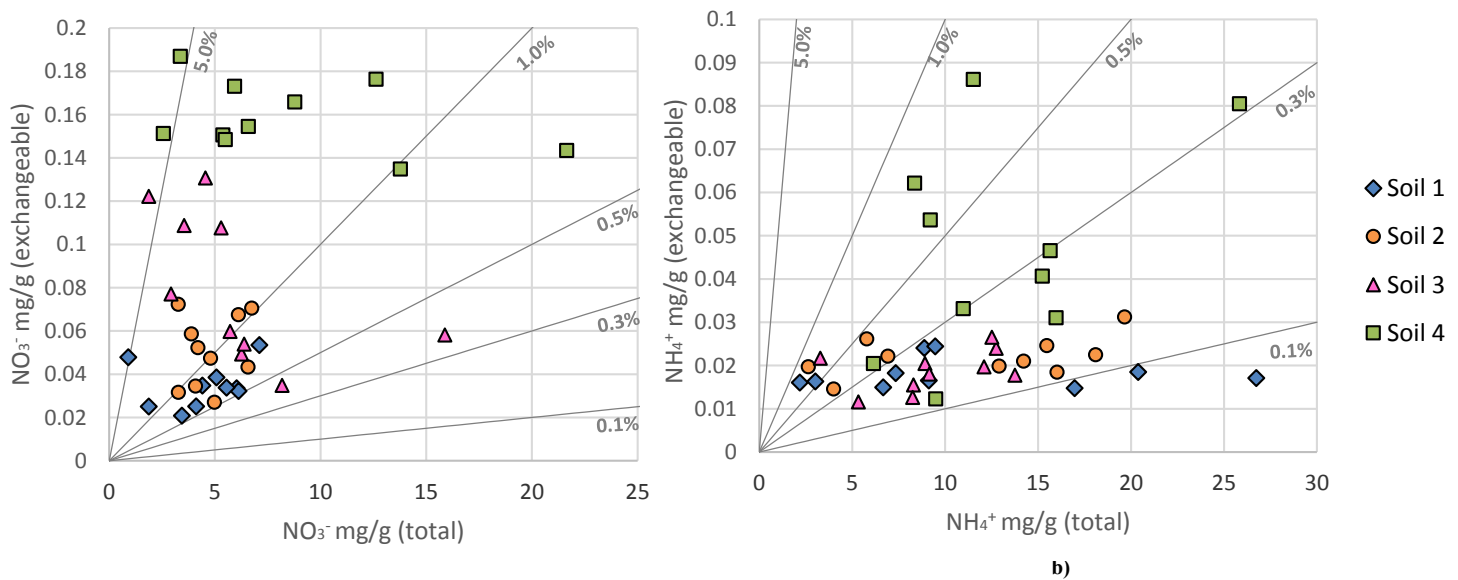 0.2
0.18
0.16
0.14
0.12
0.1
0.08
0.06
0.04
0.02
0
0 5 10 15 20 25
NO₃⁻ mg/g (exchangeable)
NO₃⁻ mg/g (total)
5.0%
1.0%
0.5%
0.3%
0.1%
0.1
0.09
0.08
0.07
0.06
0.05
0.04
0.03
0.02
0.01
0
0 5 10 15 20 25 30
NH₄⁺ mg/g (exchangeable)
NH₄⁺ mg/g (total)
5.0%
1.0%
0.5%
0.3%
0.1%
Soil 1
Soil 2
Soil 3
Soil 4
b)